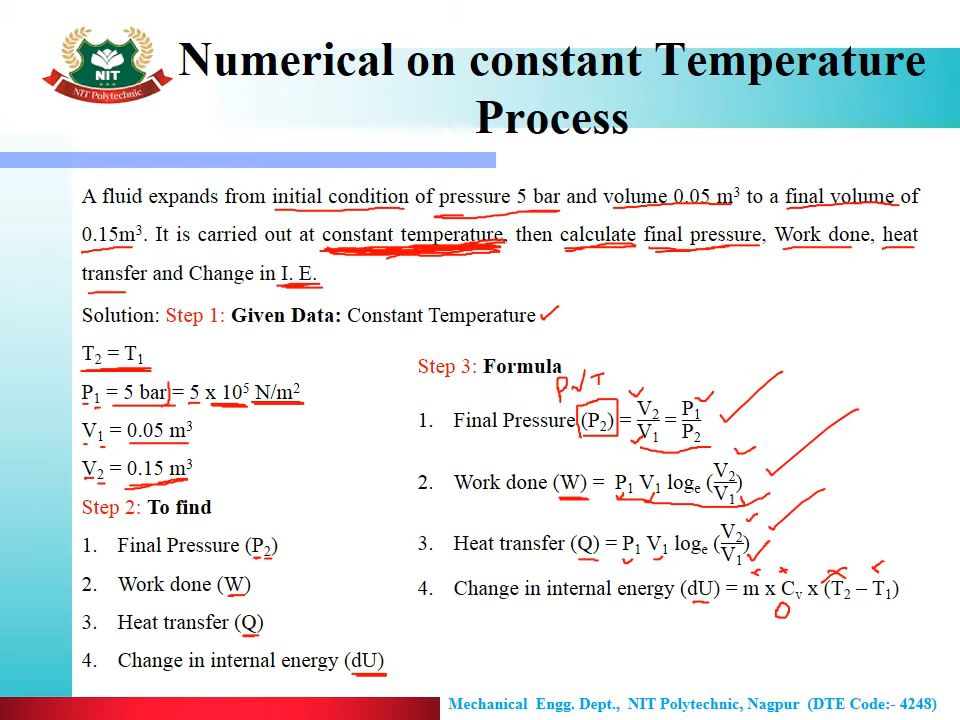 NIT
NIT Polytechnic
Numerical on constant Temperature
Process
A fluid expands from initial condition of pressure 5 bar and volume 0.05 m³ to a final volume of
0.15m³. It is carried out at constant temperature, then calculate final pressure, Work done, heat
transfer and Change in I. E.
Solution: Step 1: Given Data: Constant Temperature
T₂ = T₁
P₁ = 5 bar = 5 x 10⁵ N/m²
V₁ = 0.05 m³
V₂ = 0.15 m³
Step 2: To find
1. Final Pressure (P₂)
2. Work done (W)
3. Heat transfer (Q)
4. Change in internal energy (dU)
Step 3: Formula
P V T
1. Final Pressure (P₂) = V₂/V₁ = P₁/P₂
2. Work done (W) = P₁ V₁ logₑ (V₂/V₁)
3. Heat transfer (Q) = P₁ V₁ logₑ (V₂/V₁)
4. Change in internal energy (dU) = m x Cᵥ x (T₂ – T₁)
0
Mechanical Engg. Dept., NIT Polytechnic, Nagpur (DTE Code:- 4248)